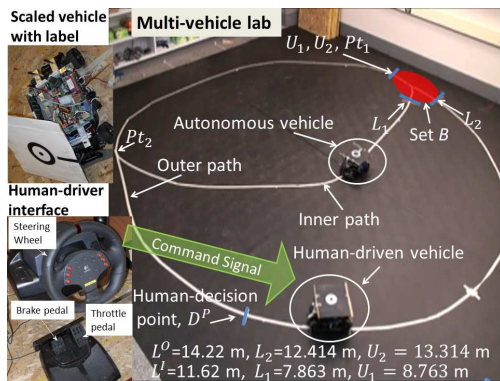 Scaled vehicle
with label
Multi-vehicle lab
U₁, U₂, Pt₁
L₁
L₂
Set B
Autonomous vehicle
Pt₂
Outer path
Inner path
Human-driver
interface
Steering
Wheel
Command Signal
Human-driven vehicle
Brake pedal
Throttle
pedal
Human-decision
point, Dᴾ
Lᴼ=14.22 m, L₂=12.414 m, U₂ = 13.314 m
Lᴵ=11.62 m, L₁=7.863 m, U₁ = 8.763 m